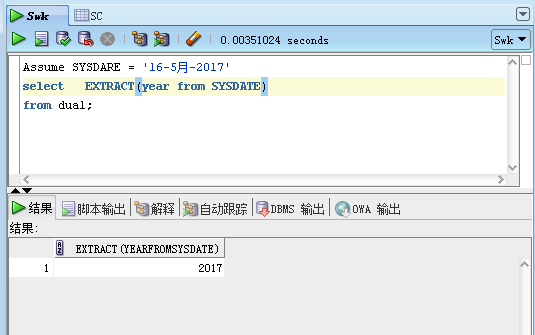 Swk
SC
0.00351024 seconds
Swk
Assume SYSDARE = '16-5月-2017'
select EXTRACT(year from SYSDATE)
from dual;
结果
脚本输出
解释
自动跟踪
DBMS 输出
OWA 输出
结果:
EXTRACT(YEARFROMSYSDATE)
1 2017